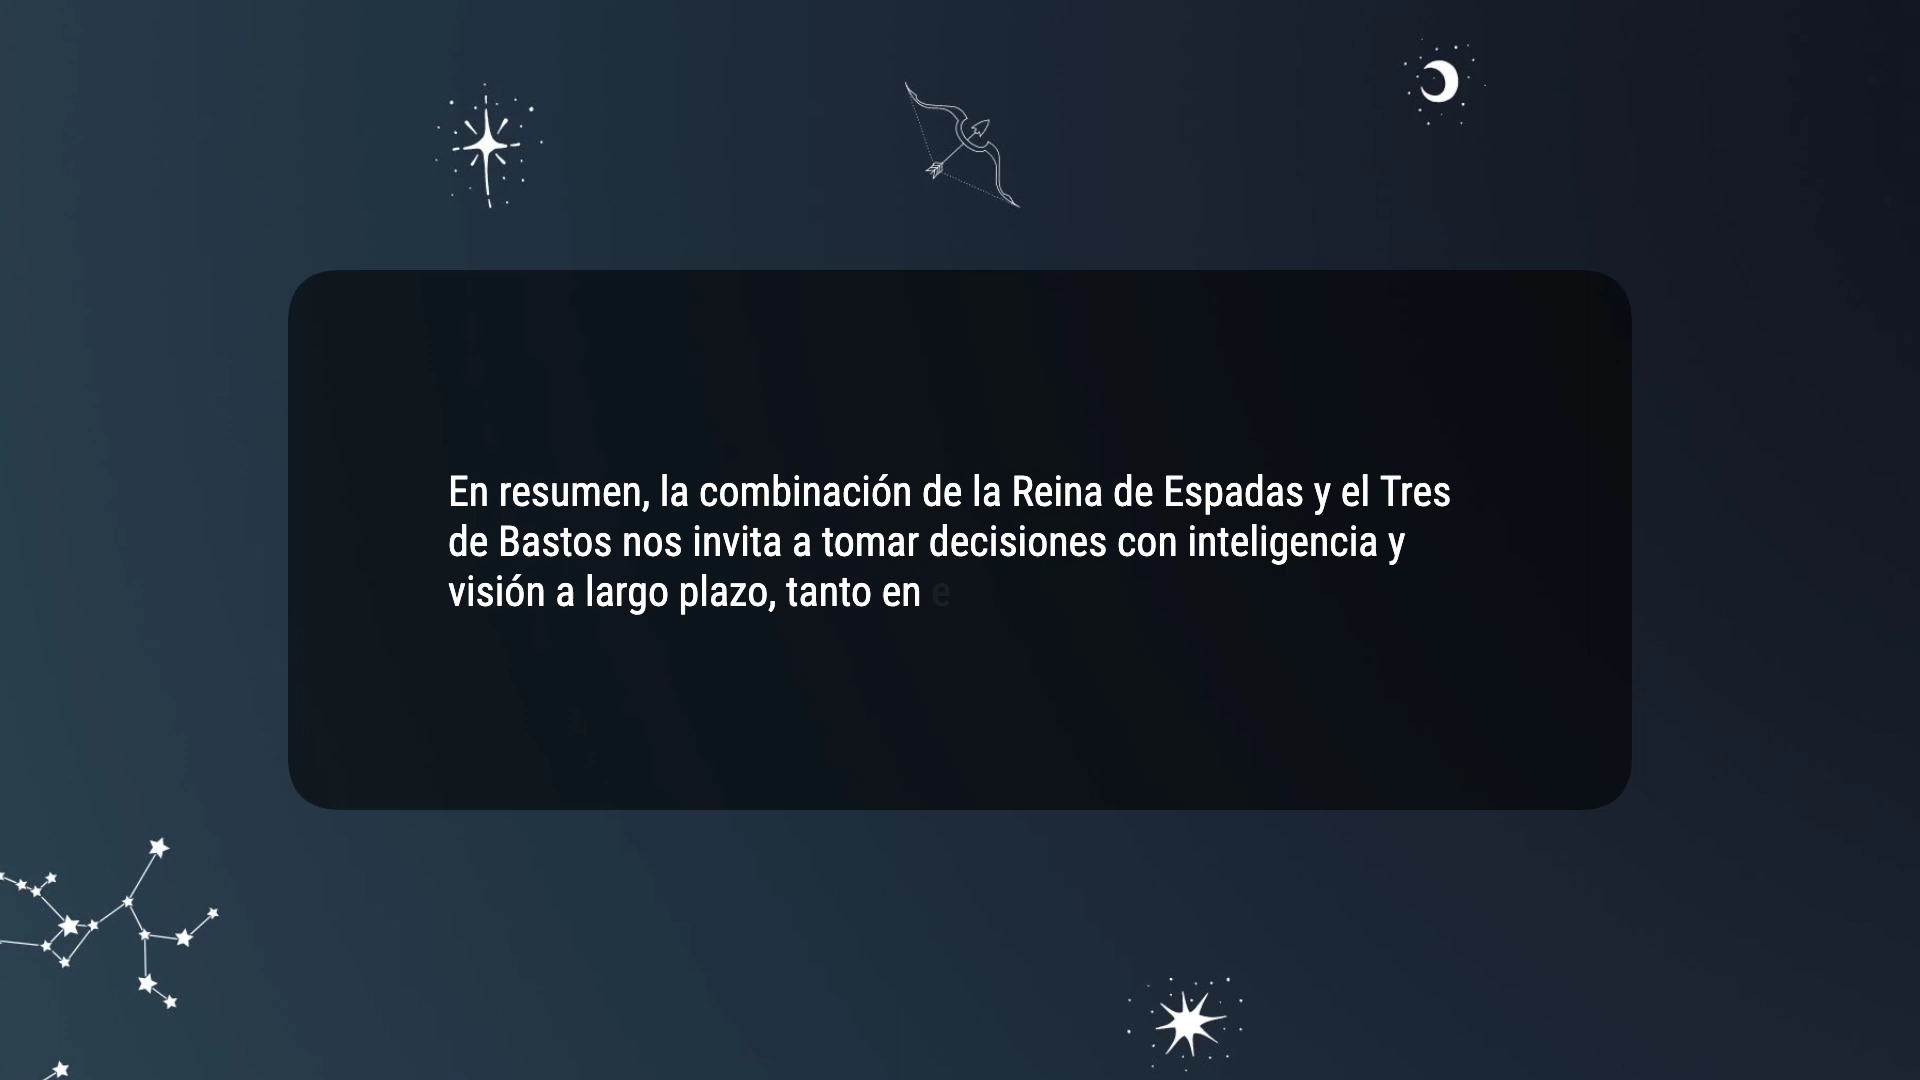 En resumen, la combinación de la Reina de Espadas y el Tres
de Bastos nos invita a tomar decisiones con inteligencia y
visión a largo plazo, tanto en e